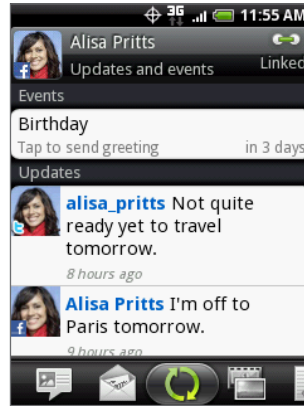 3G 11:55 AM
Alisa Pritts
Updates and events
Linked
Events
Birthday
Tap to send greeting in 3 days
Updates
alisa_pritts Not quite
ready yet to travel
tomorrow.
8 hours ago
Alisa Pritts I'm off to
Paris tomorrow.
9 hours ago